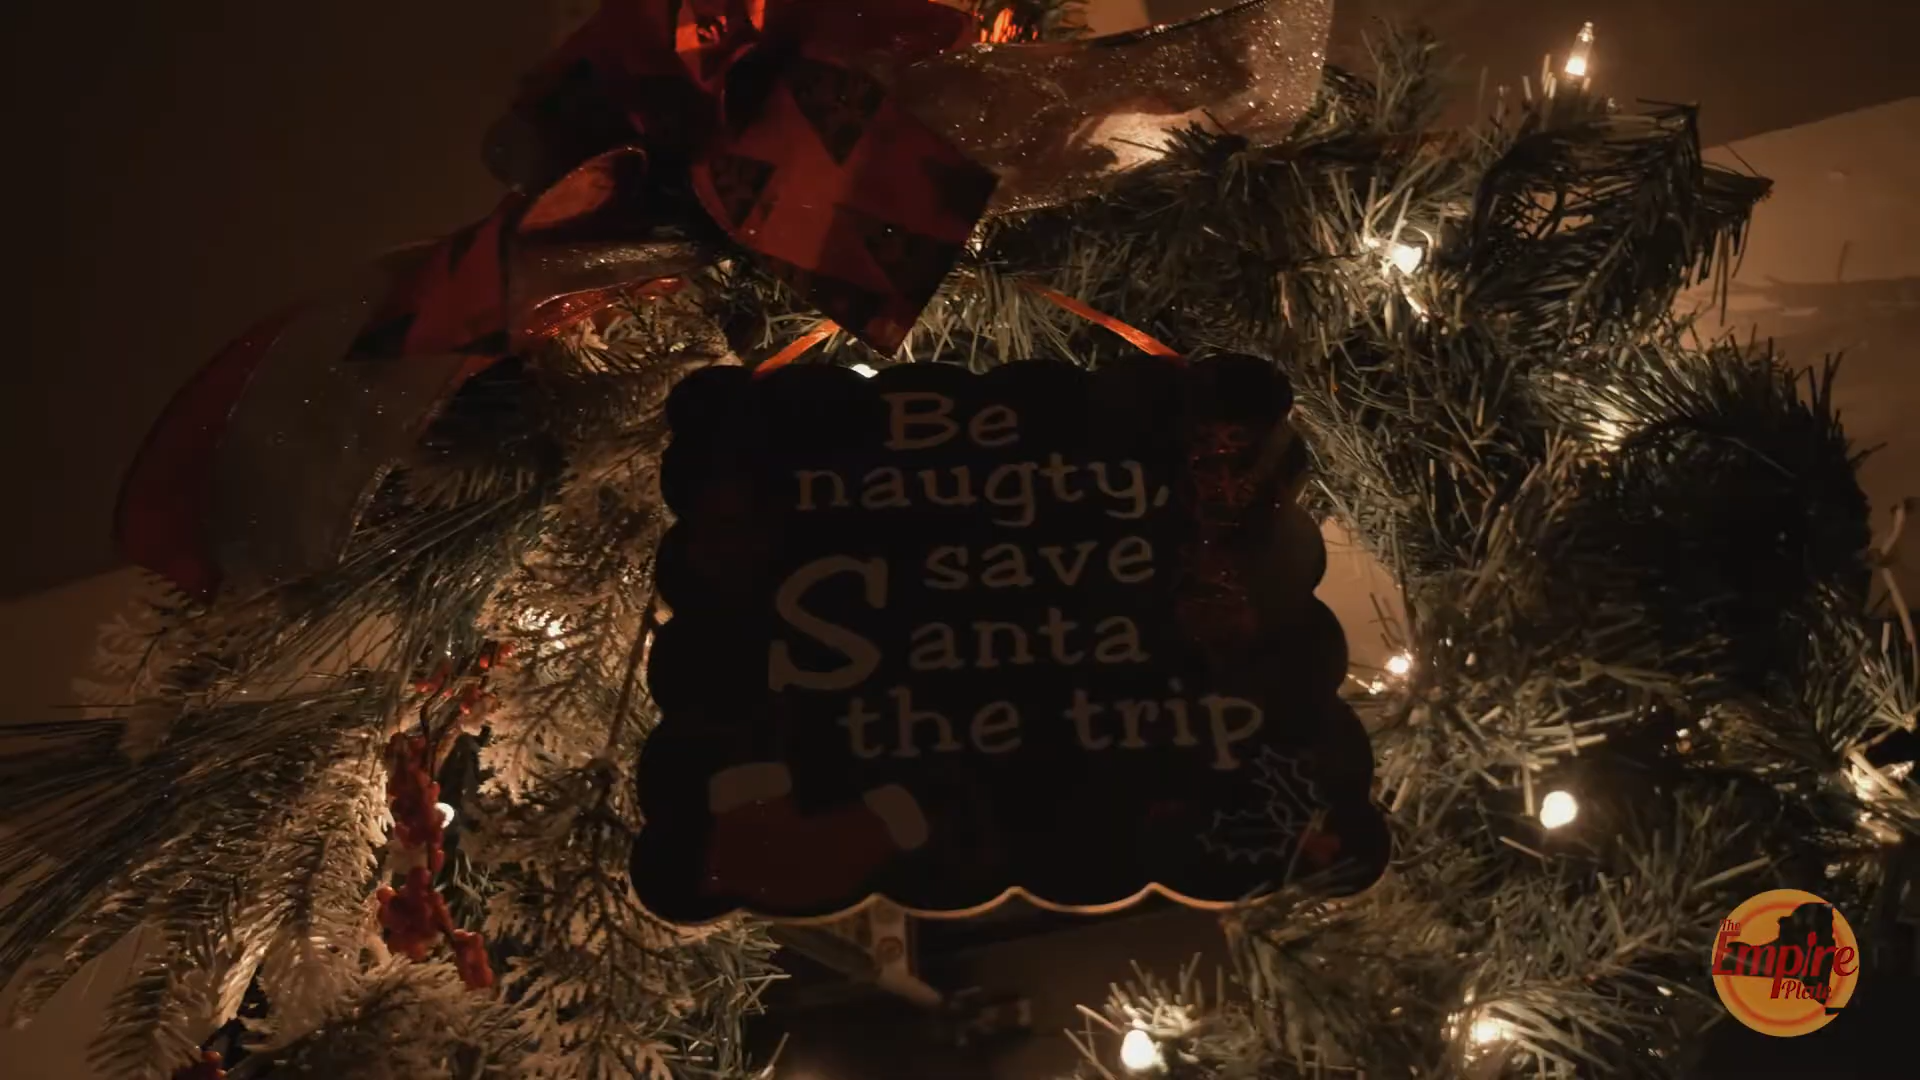 Be
naugty,
save
Santa
the trip
The
Empire
Plate